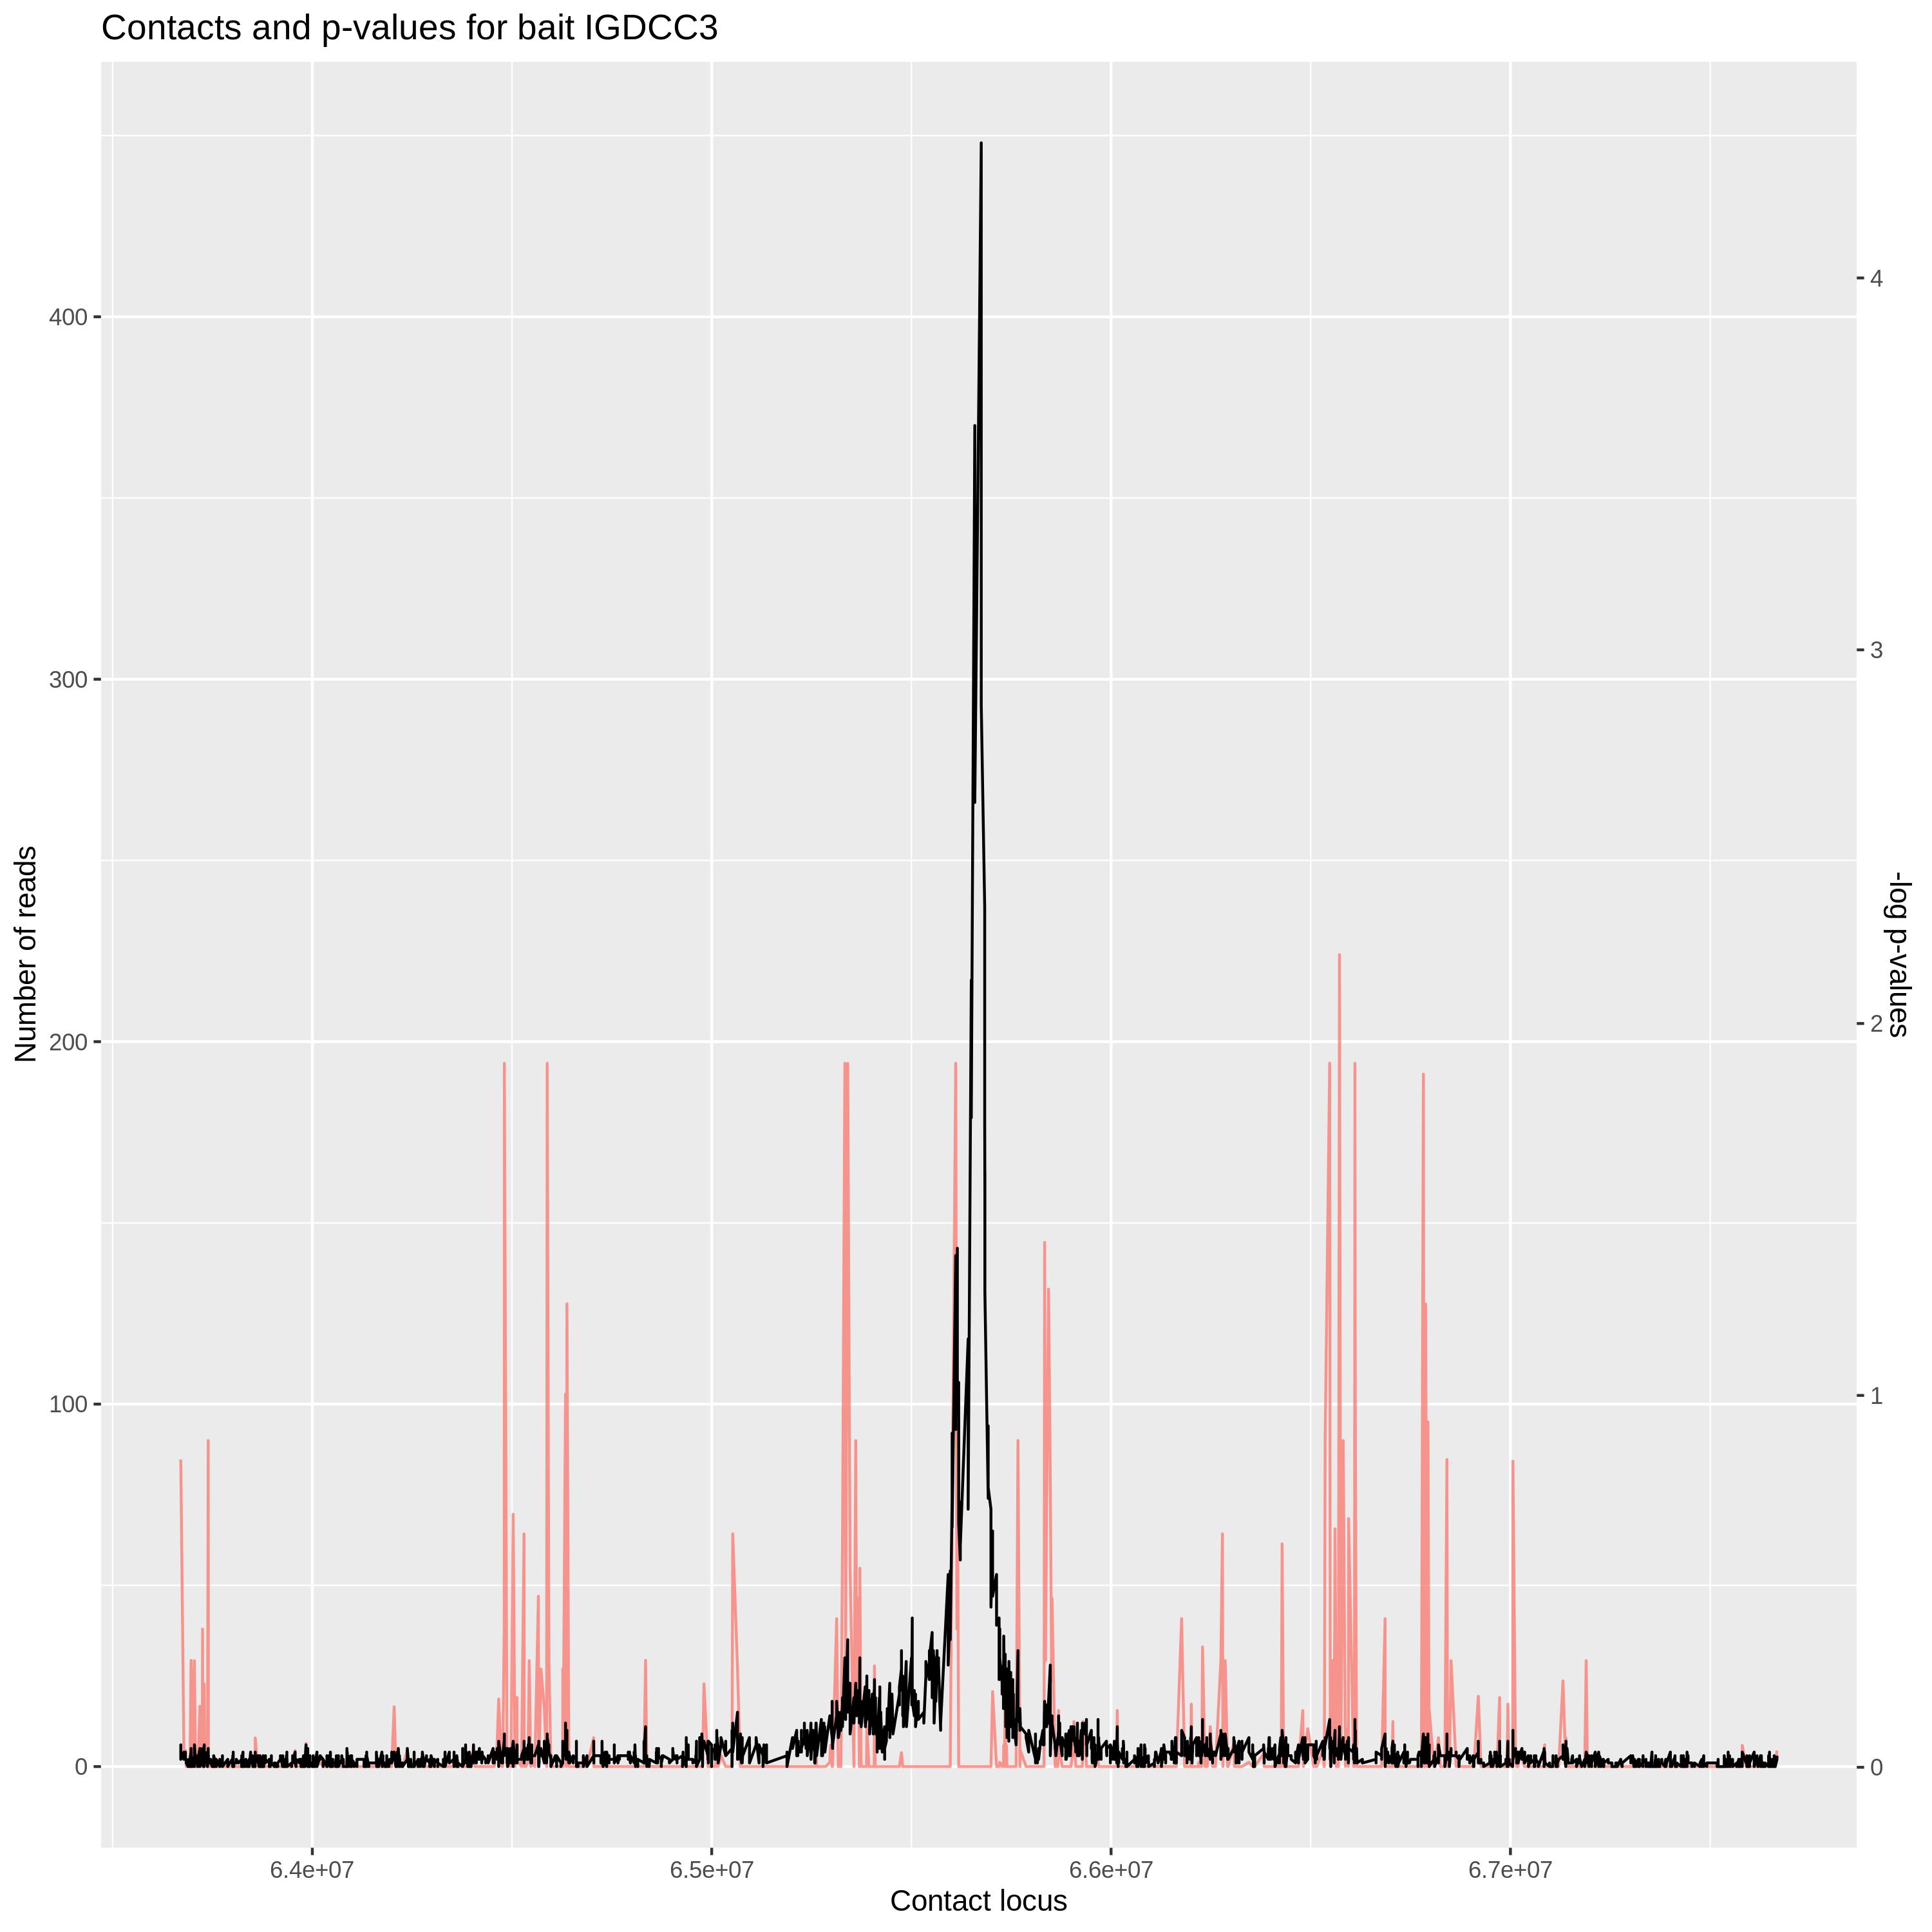 Contacts and p-values for bait IGDCC3
Number of reads
400
300
200
100
0
4
3
2
1
0
-log p-values
6.4e+07
6.5e+07
6.6e+07
6.7e+07
Contact locus